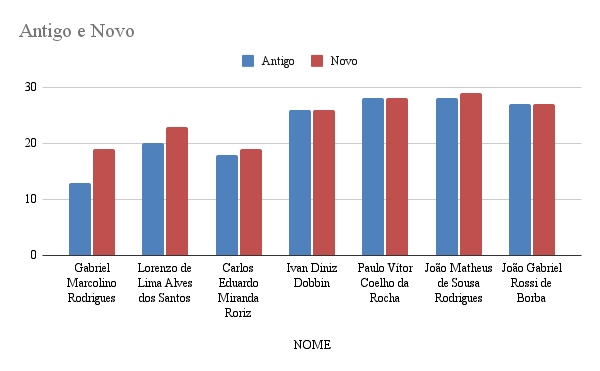 Antigo e Novo
Antigo
Novo
30
20
10
0
Gabriel
Marcolino
Rodrigues
Lorenzo de
Lima Alves
dos Santos
Carlos
Eduardo
Miranda
Roriz
Ivan Diniz
Dobbin
Paulo Vítor
Coelho da
Rocha
João Matheus
de Sousa
Rodrigues
João Gabriel
Rossi de
Borba
NOME